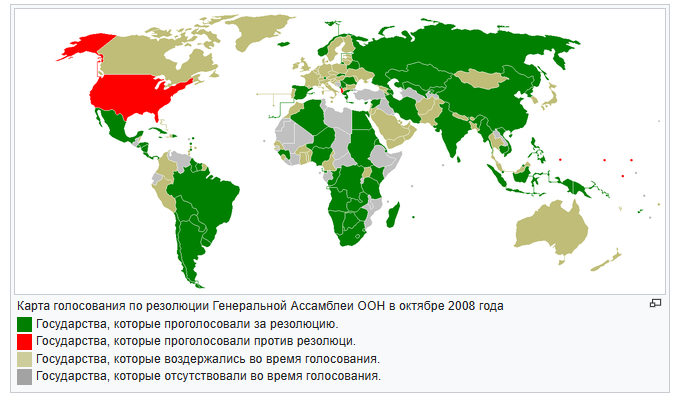 Карта голосования по резолюции Генеральной Ассамблеи ООН в октябре 2008 года
Государства, которые проголосовали за резолюцию.
Государства, которые проголосовали против резолюци.
Государства, которые воздержались во время голосования.
Государства, которые отсутствовали во время голосования.